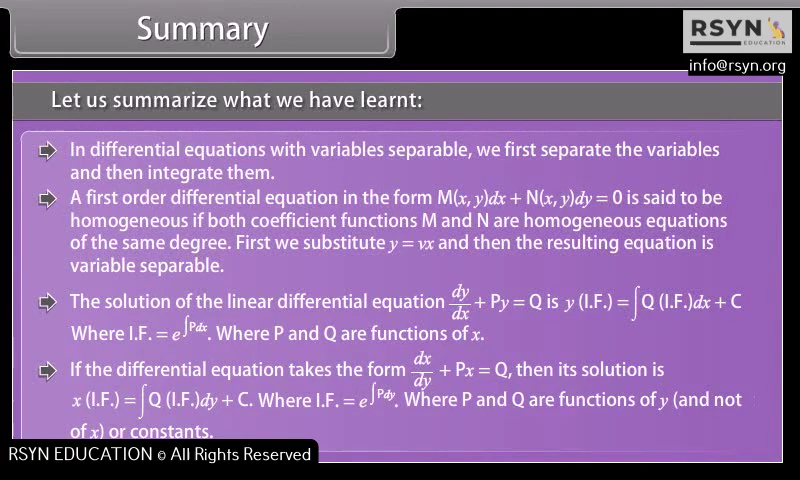 Summary
RSYN
EDUCATION
info@rsyn.org
Let us summarize what we have learnt:
In differential equations with variables separable, we first separate the variables
and then integrate them.
A first order differential equation in the form M(x, y)dx + N(x, y)dy = 0 is said to be
homogeneous if both coefficient functions M and N are homogeneous equations
of the same degree. First we substitute y = vx and then the resulting equation is
variable separable.
The solution of the linear differential equation dy/dx + Py = Q is y (I.F.) = ∫Q (I.F.)dx + C
Where I.F. = e^∫Pdx. Where P and Q are functions of x.
If the differential equation takes the form dx/dy + Px = Q, then its solution is
x (I.F.) = ∫Q (I.F.)dy + C. Where I.F. = e^∫Pdy. Where P and Q are functions of y (and not
of x) or constants.
RSYN EDUCATION © All Rights Reserved